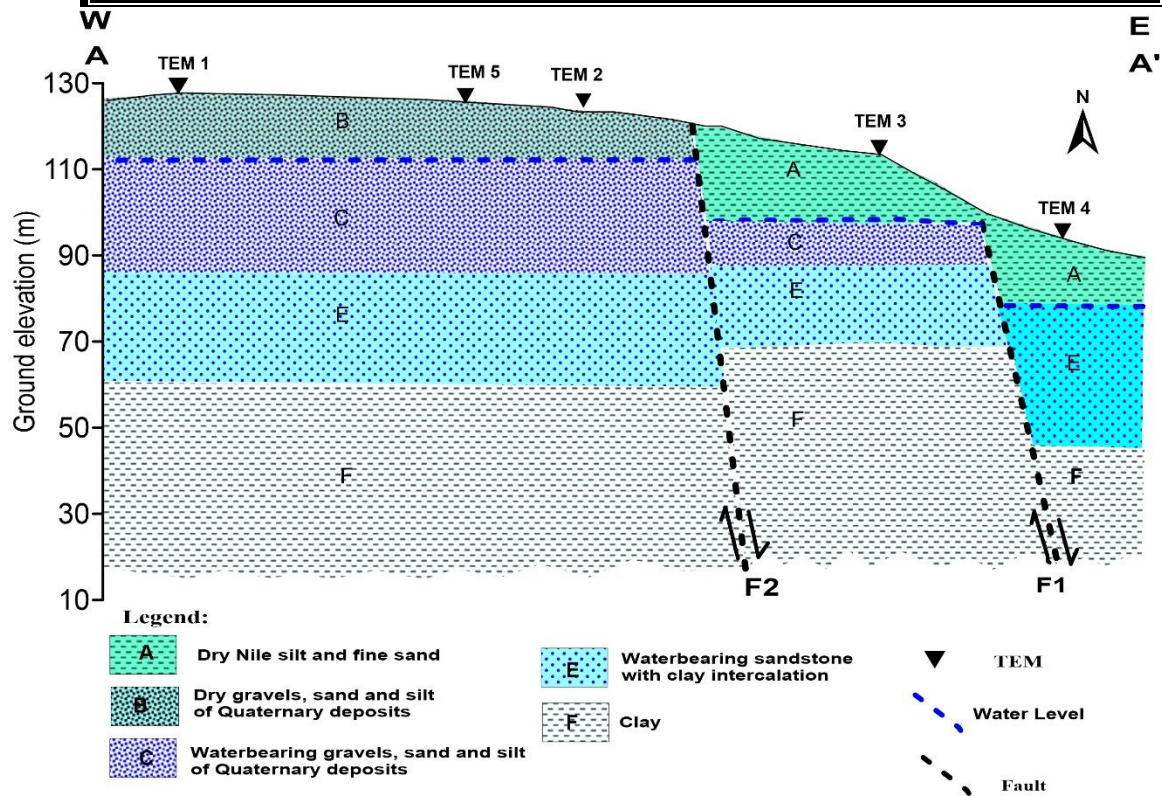 W
E
A
A'
TEM 1
TEM 5
TEM 2
TEM 3
TEM 4
N
130
110
90
70
50
30
10
Ground elevation (m)
B
C
E
F
A
C
E
F
A
E
F
F2
F1
Legend:
A Dry Nile silt and fine sand
B Dry gravels, sand and silt
of Quaternary deposits
C Waterbearing gravels, sand and silt
of Quaternary deposits
E Waterbearing sandstone
with clay intercalation
F Clay
TEM
Water Level
Fault